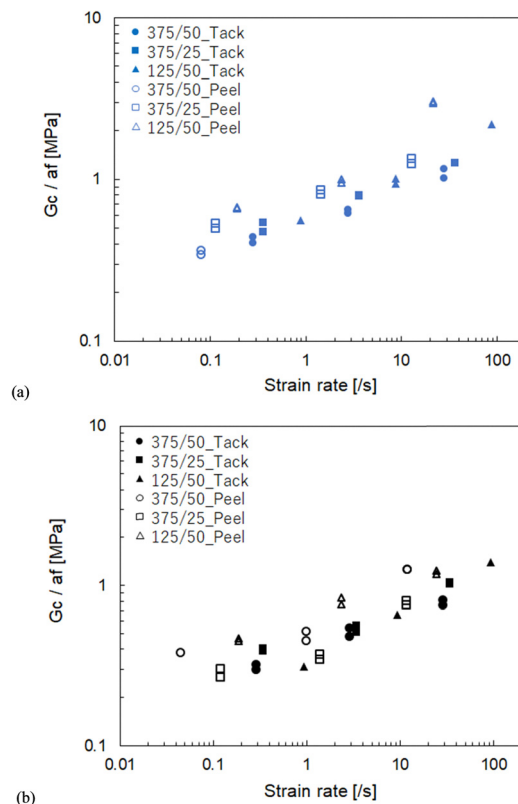 10
375/50_Tack
375/25_Tack
125/50_Tack
375/50_Peel
375/25_Peel
125/50_Peel
Gc / af [MPa]
1
0.1
0.01 0.1 1 10 100
Strain rate [/s]
(a)
10
375/50_Tack
375/25_Tack
125/50_Tack
375/50_Peel
375/25_Peel
125/50_Peel
Gc / af [MPa]
1
0.1
0.01 0.1 1 10 100
Strain rate [/s]
(b)